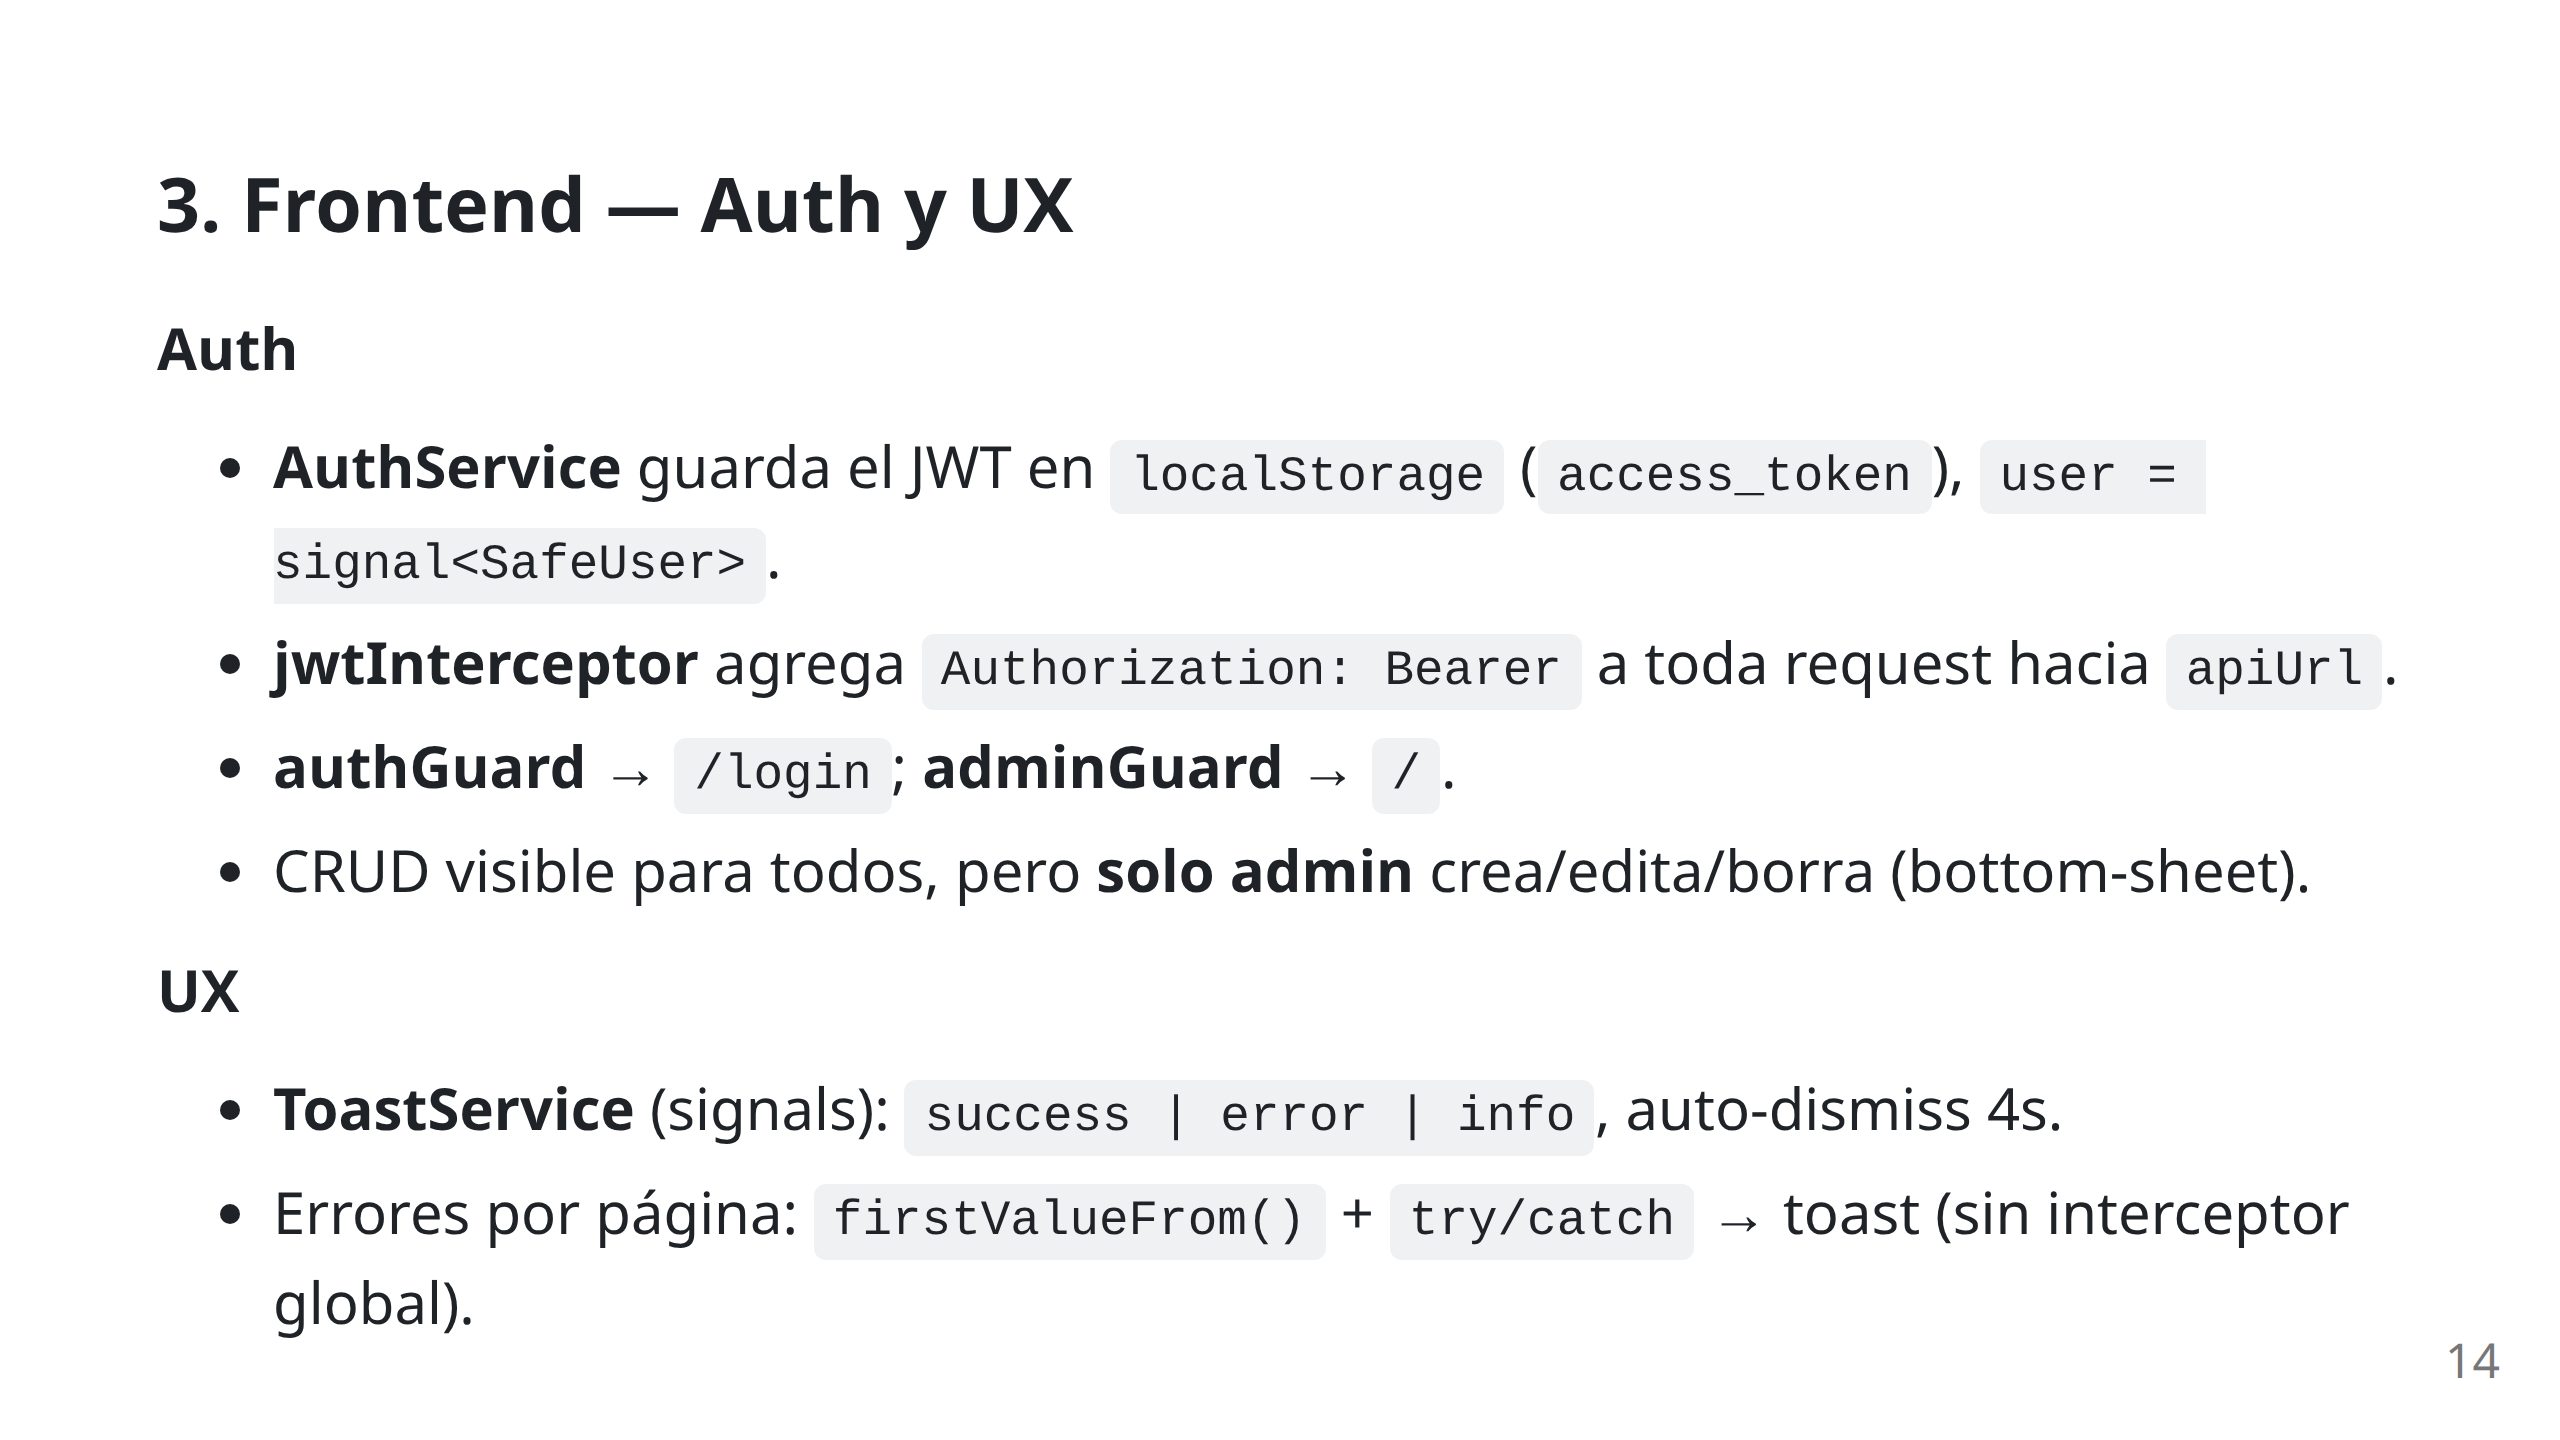 3. Frontend — Auth y UX
Auth
• AuthService guarda el JWT en localStorage (access_token), user =
signal<SafeUser>.
• jwtInterceptor agrega Authorization: Bearer a toda request hacia apiUrl.
• authGuard → /login; adminGuard → /.
• CRUD visible para todos, pero solo admin crea/edita/borra (bottom-sheet).
UX
• ToastService (signals): success | error | info, auto-dismiss 4s.
• Errores por página: firstValueFrom() + try/catch → toast (sin interceptor
global).
14